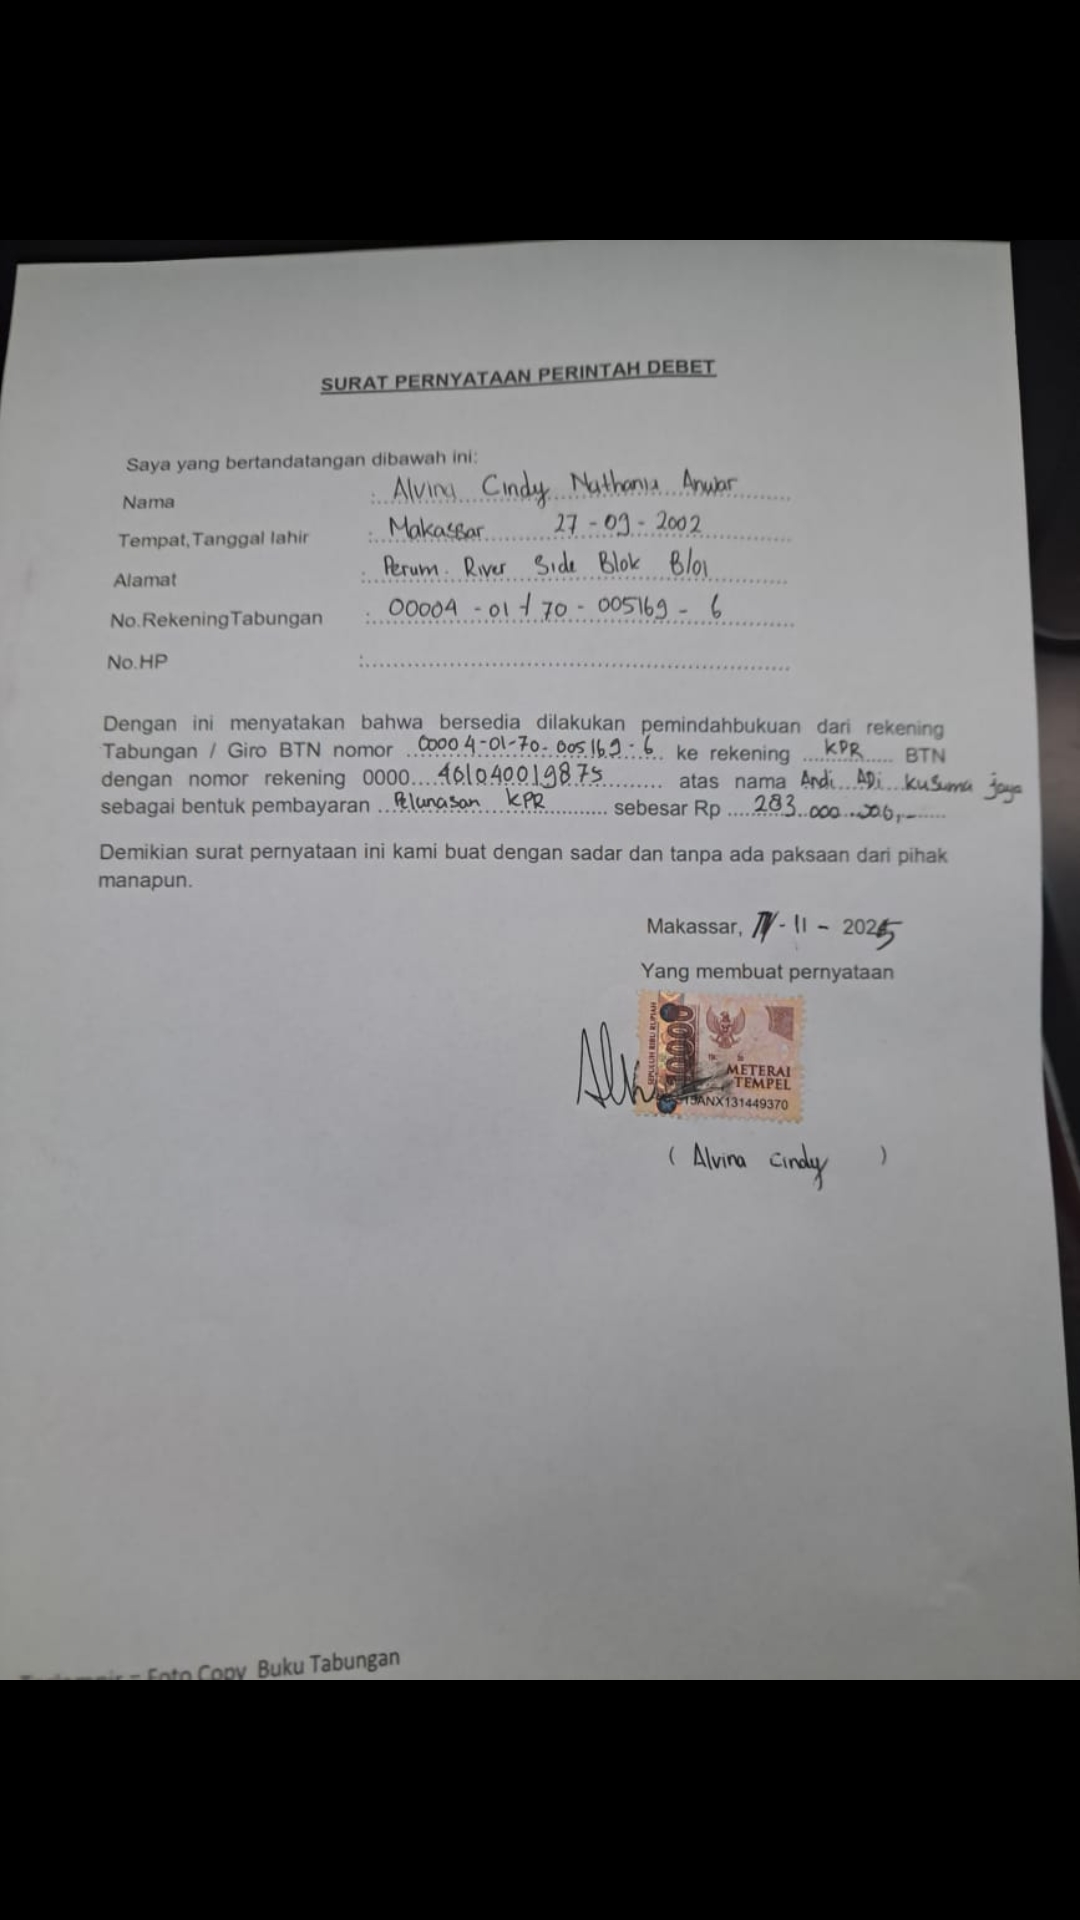 SURAT PERNYATAAN PERINTAH DEBET
Saya yang bertandatangan dibawah ini:
Nama : Alvina Cindy Nathania Anwar
Tempat,Tanggal lahir : Makassar 27 - 09 - 2002
Alamat : Perum. River Side Blok B/01
No.RekeningTabungan : 00004 - 01 - 70 - 005169 - 6
No.HP :
Dengan ini menyatakan bahwa bersedia dilakukan pemindahbukuan dari rekening
Tabungan / Giro BTN nomor 00004-01-70-005169-6 ke rekening KPR BTN
dengan nomor rekening 0000 461040019875 atas nama Andi ADi kusuma jaya
sebagai bentuk pembayaran Pelunasan KPR sebesar Rp 283.000
Demikian surat pernyataan ini kami buat dengan sadar dan tanpa ada paksaan dari pihak
manapun.
Makassar, - 11 - 2025
Yang membuat pernyataan
SEPULUH RIBU RUPIAH
10000
METERAI
TEMPEL
ANX131449370
( Alvina Cindy )
Foto Copy Buku Tabungan